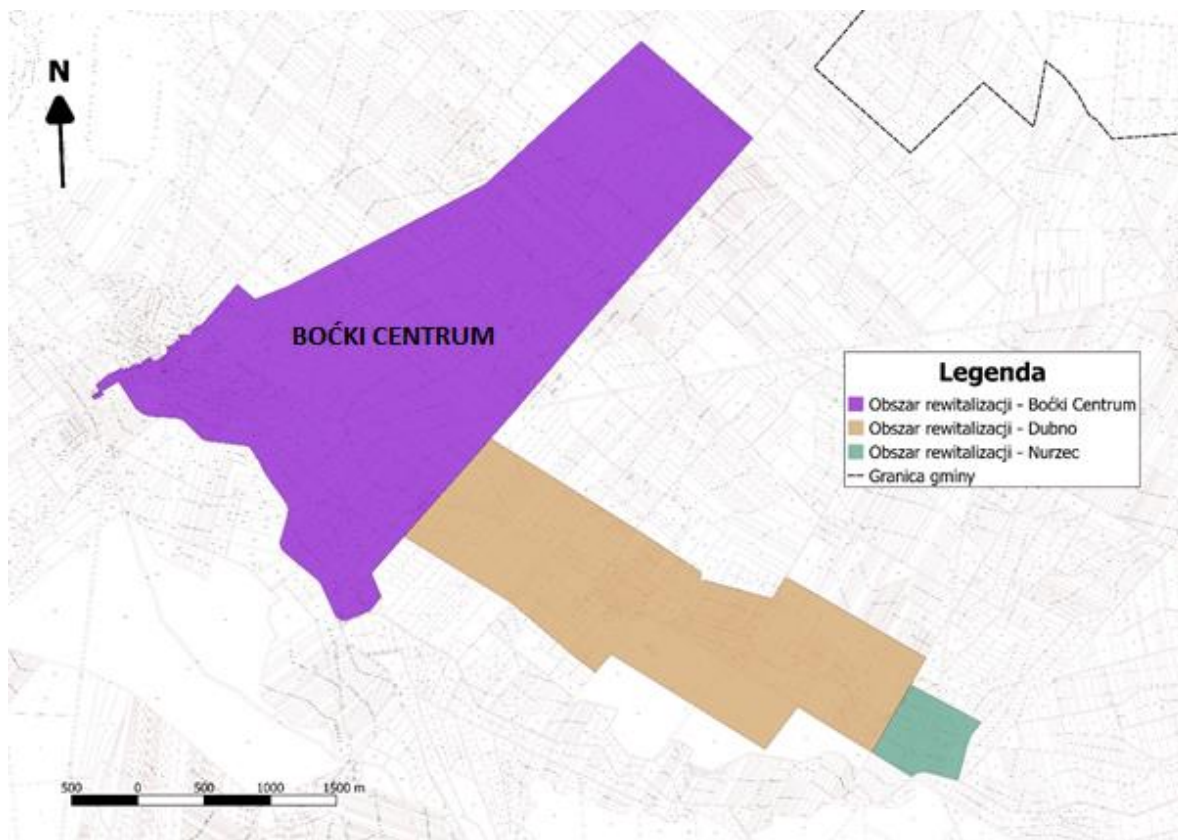 N
BOĆKI CENTRUM
Legenda
Obszar rewitalizacji - Boćki Centrum
Obszar rewitalizacji - Dubno
Obszar rewitalizacji - Nurzec
Granica gminy
500 0 500 1000 1500 m